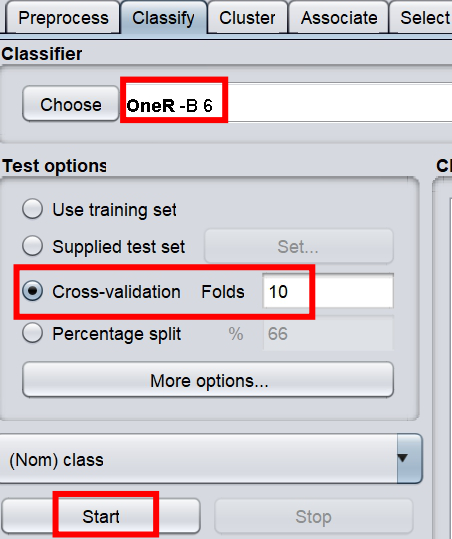 Preprocess Classify Cluster Associate Select
Classifier
Choose OneR -B 6
Test options
Use training set
Supplied test set Set...
Cross-validation Folds 10
Percentage split % 66
More options...
(Nom) class
Start Stop